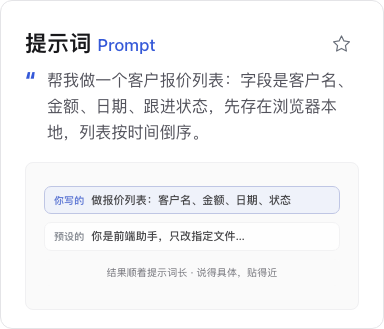 提示词 Prompt
“ 帮我做一个客户报价列表：字段是客户名、
金额、日期、跟进状态，先存在浏览器本
地，列表按时间倒序。
你写的 做报价列表：客户名、金额、日期、状态
预设的 你是前端助手，只改指定文件...
结果顺着提示词长 · 说得具体，贴得近